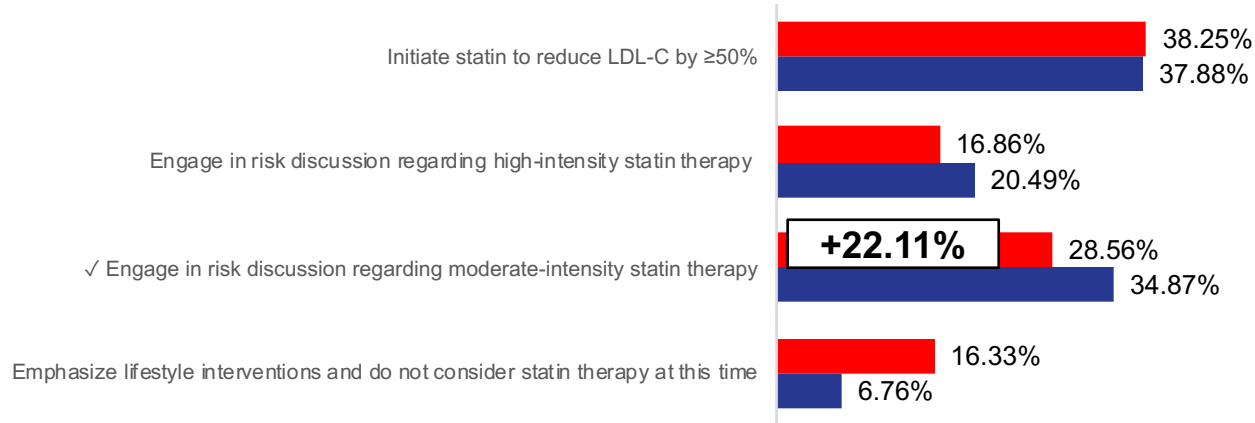 Initiate statin to reduce LDL-C by ≥50%
38.25%
37.88%
Engage in risk discussion regarding high-intensity statin therapy
16.86%
20.49%
✓ Engage in risk discussion regarding moderate-intensity statin therapy
+22.11%
28.56%
34.87%
Emphasize lifestyle interventions and do not consider statin therapy at this time
16.33%
6.76%